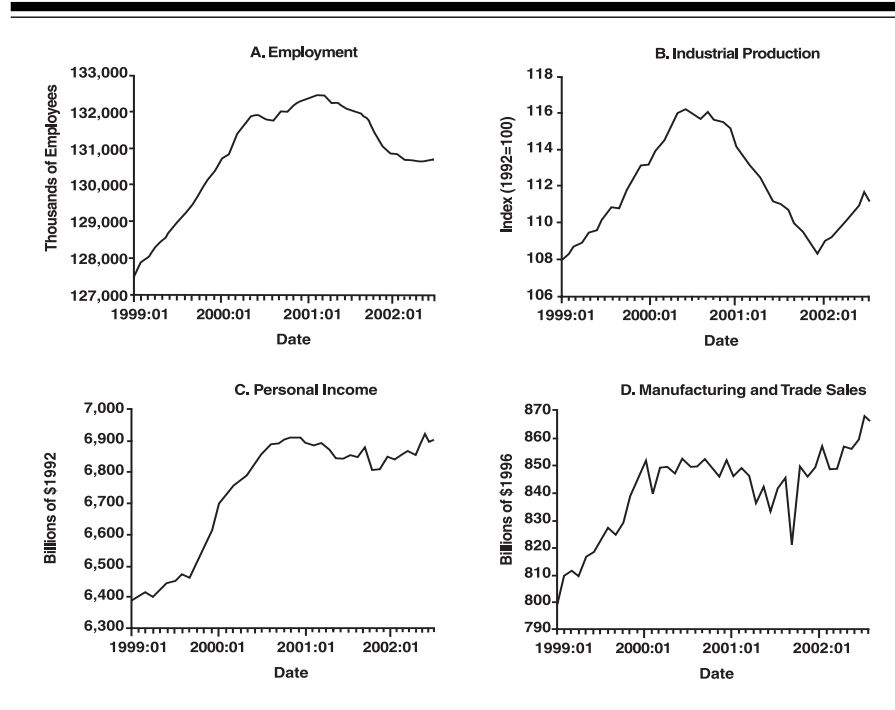 A. Employment
Thousands of Employees
133,000
132,000
131,000
130,000
129,000
128,000
127,000
1999:01 2000:01 2001:01 2002:01
Date
B. Industrial Production
Index (1992=100)
118
116
114
112
110
108
106
1999:01 2000:01 2001:01 2002:01
Date
C. Personal Income
Billions of $1992
7,000
6,900
6,800
6,700
6,600
6,500
6,400
6,300
1999:01 2000:01 2001:01 2002:01
Date
D. Manufacturing and Trade Sales
Billions of $1996
870
860
850
840
830
820
810
800
790
1999:01 2000:01 2001:01 2002:01
Date